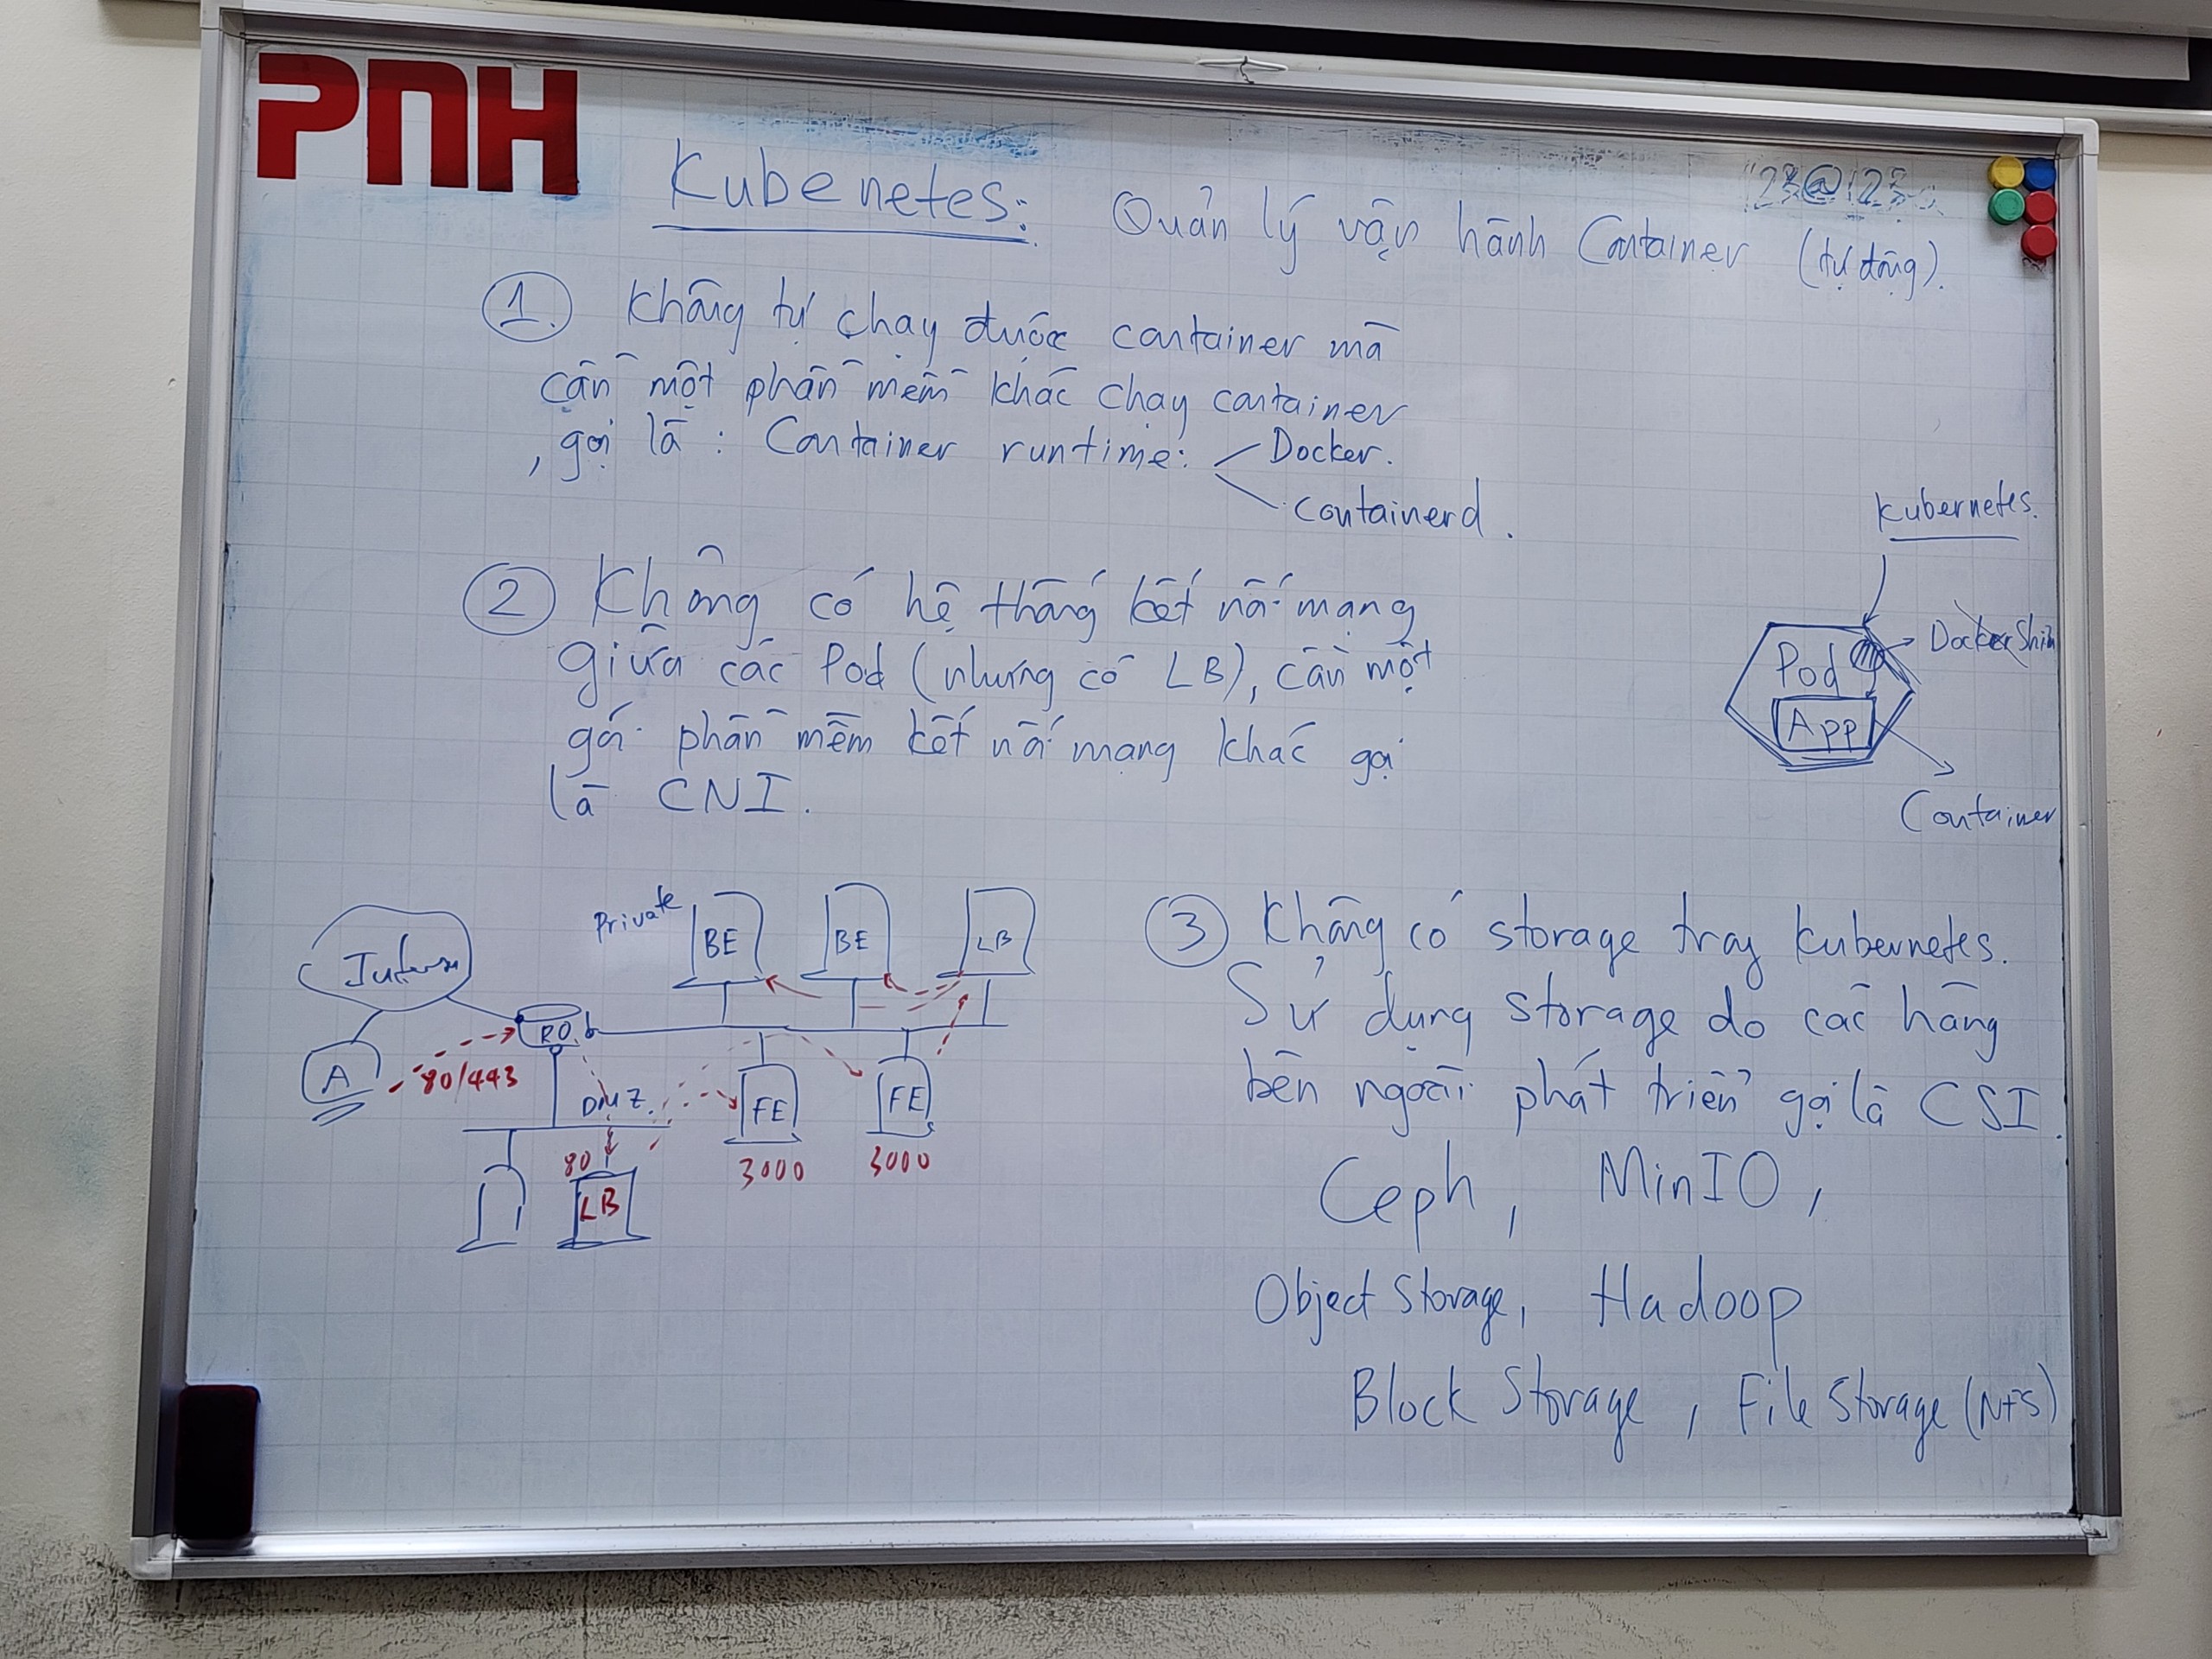 PNH
Kubenetes: Quản lý vận hành Container (tự động).
1. Không tự chạy được container mà
cần một phần mềm khác chạy container
, gọi là : Container runtime: Docker.
containerd.
2 Không có hệ thống kết nối mạng
giữa các Pod (nhưng có LB), cần một
gói phần mềm kết nối mạng khác gọi
là CNI.
kubernetes.
Pod
DockerShim
App
Container
Private
BE
BE
LB
RO
A
80/443
DMZ.
FE
FE
3000
3000
80
LB
3 Không có storage trong kubernetes.
Sử dụng storage do các hãng
bên ngoài phát triển gọi là CSI.
Ceph, MinIO,
Object Storage, Hadoop
Block Storage, File Storage (NFS)